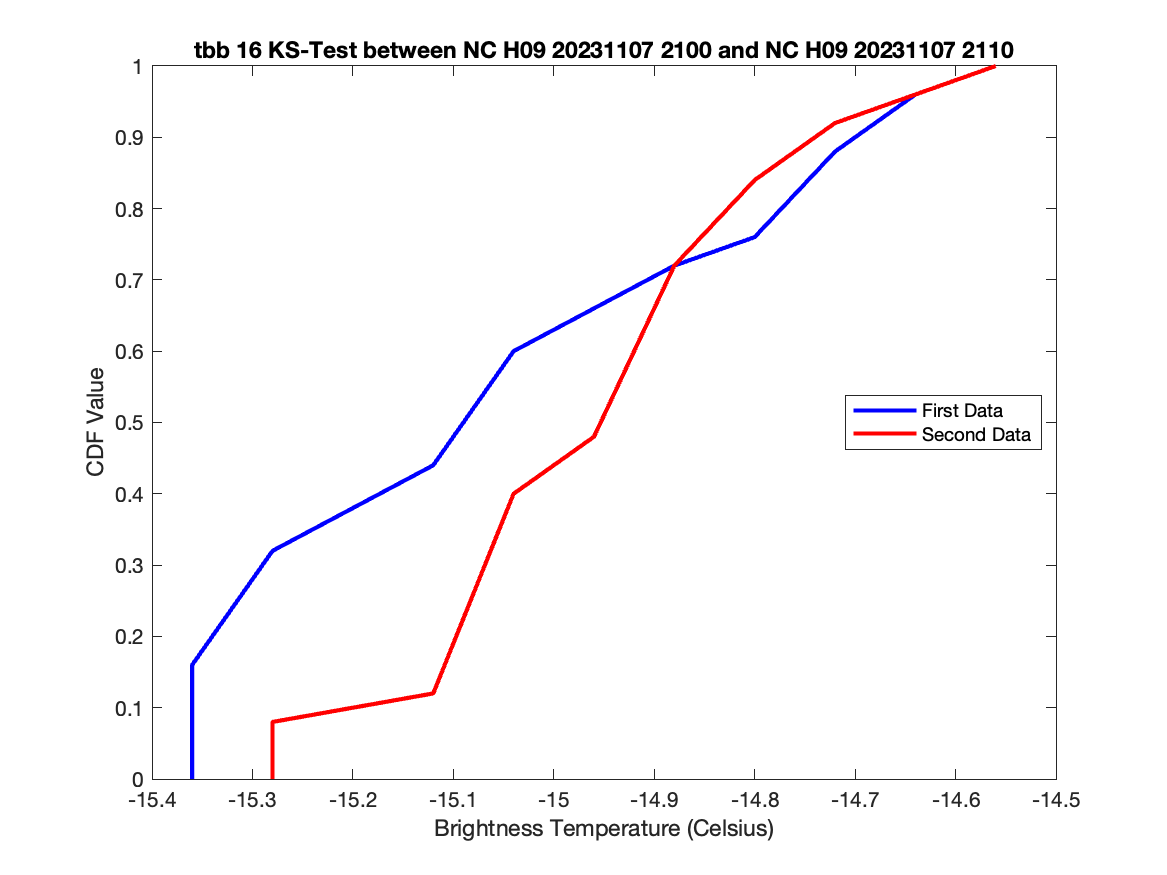 tbb 16 KS-Test between NC H09 20231107 2100 and NC H09 20231107 2110
1
0.9
0.8
0.7
0.6
0.5
0.4
0.3
0.2
0.1
0
CDF Value
First Data
Second Data
-15.4 -15.3 -15.2 -15.1 -15 -14.9 -14.8 -14.7 -14.6 -14.5
Brightness Temperature (Celsius)